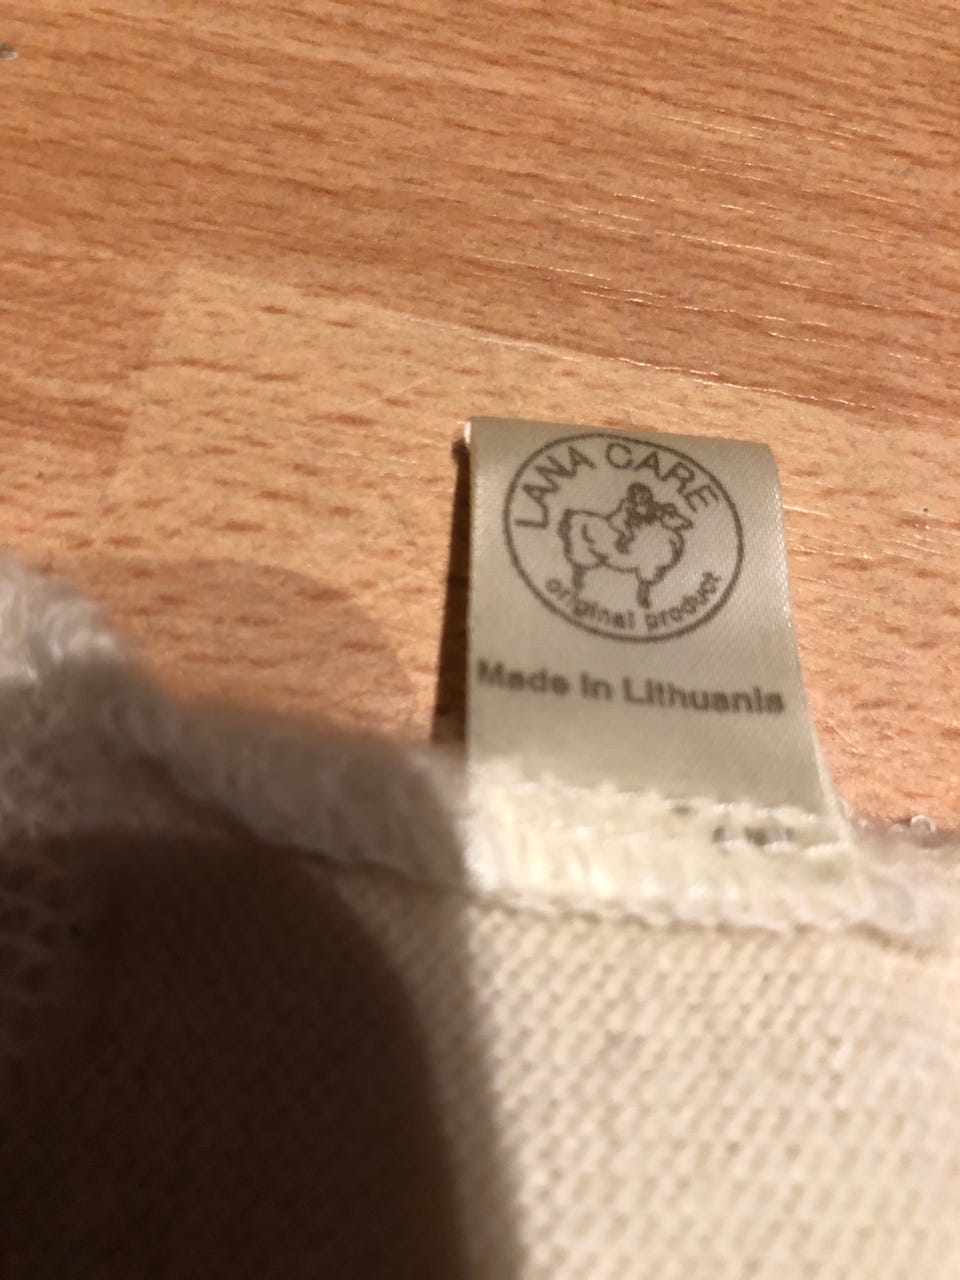 LANA CARE
original product
Made in Lithuania